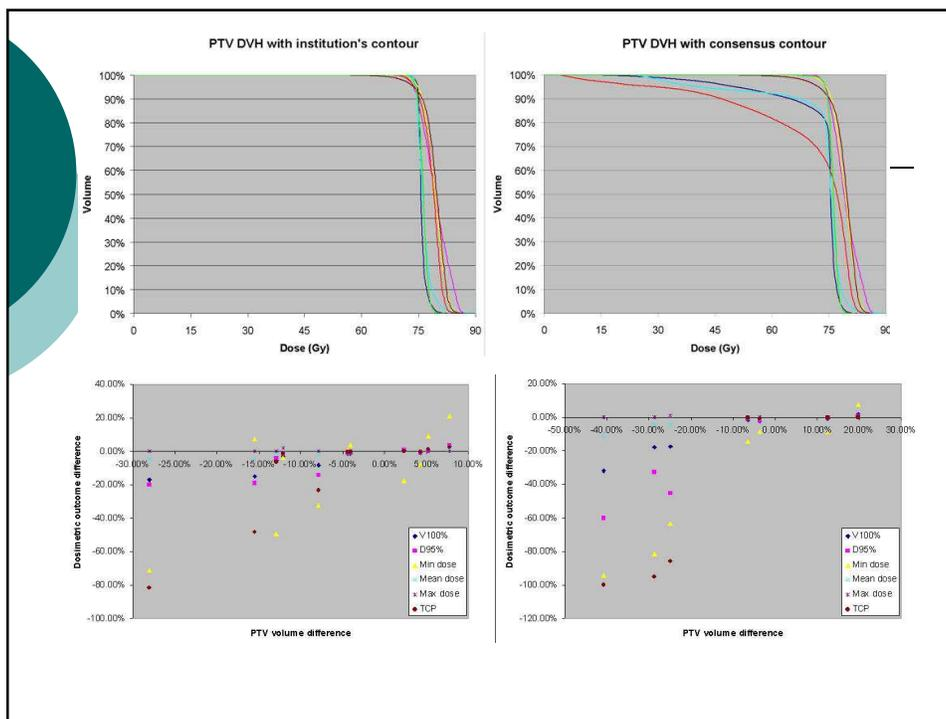 PTV DVH with institution's contour
100%
90%
80%
70%
60%
50%
40%
30%
20%
10%
0%
Volume
0 15 30 45 60 75 90
Dose (Gy)
PTV DVH with consensus contour
100%
90%
80%
70%
60%
50%
40%
30%
20%
10%
0%
Volume
0 15 30 45 60 75 90
Dose (Gy)
40.00%
20.00%
0.00%
-20.00%
-40.00%
-60.00%
-80.00%
-100.00%
Dosimetric outcome difference
-30.00% -25.00% -20.00% -15.00% -10.00% -5.00% 0.00% 5.00% 10.00%
V100%
D95%
Min dose
Mean dose
Max dose
TCP
PTV volume difference
20.00%
0.00%
-20.00%
-40.00%
-60.00%
-80.00%
-100.00%
-120.00%
Dosimetric outcome difference
-50.00% -40.00% -30.00% -20.00% -10.00% 0.00% 10.00% 20.00% 30.00%
V100%
D95%
Min dose
Mean dose
Max dose
TCP
PTV volume difference